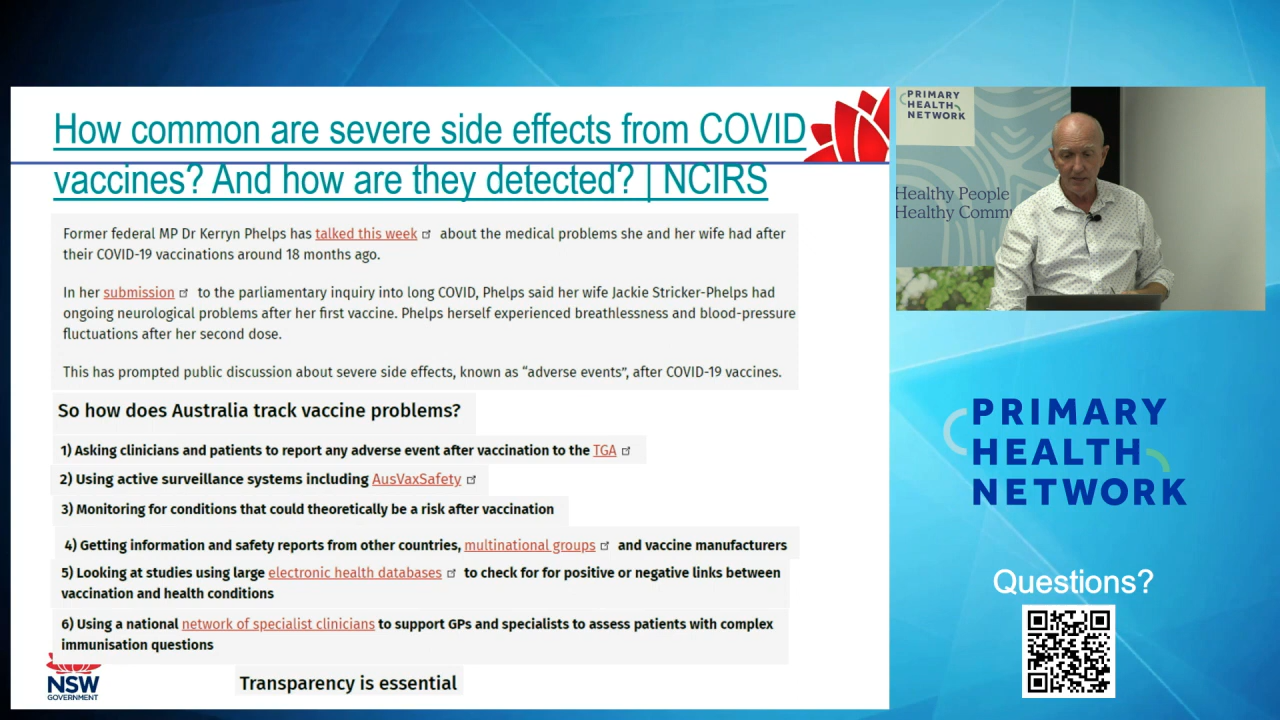 How common are severe side effects from COVID
vaccines? And how are they detected? | NCIRS
Former federal MP Dr Kerryn Phelps has talked this week about the medical problems she and her wife had after
their COVID-19 vaccinations around 18 months ago.
In her submission to the parliamentary inquiry into long COVID, Phelps said her wife Jackie Stricker-Phelps had
ongoing neurological problems after her first vaccine. Phelps herself experienced breathlessness and blood-pressure
fluctuations after her second dose.
This has prompted public discussion about severe side effects, known as “adverse events”, after COVID-19 vaccines.
So how does Australia track vaccine problems?
1) Asking clinicians and patients to report any adverse event after vaccination to the TGA
2) Using active surveillance systems including AusVaxSafety
3) Monitoring for conditions that could theoretically be a risk after vaccination
4) Getting information and safety reports from other countries, multinational groups and vaccine manufacturers
5) Looking at studies using large electronic health databases to check for for positive or negative links between
vaccination and health conditions
6) Using a national network of specialist clinicians to support GPs and specialists to assess patients with complex
immunisation questions
NSW
GOVERNMENT
Transparency is essential
PRIMARY
HEALTH
NETWORK
Healthy People
Healthy Commu
PRIMARY
HEALTH
NETWORK
Questions?